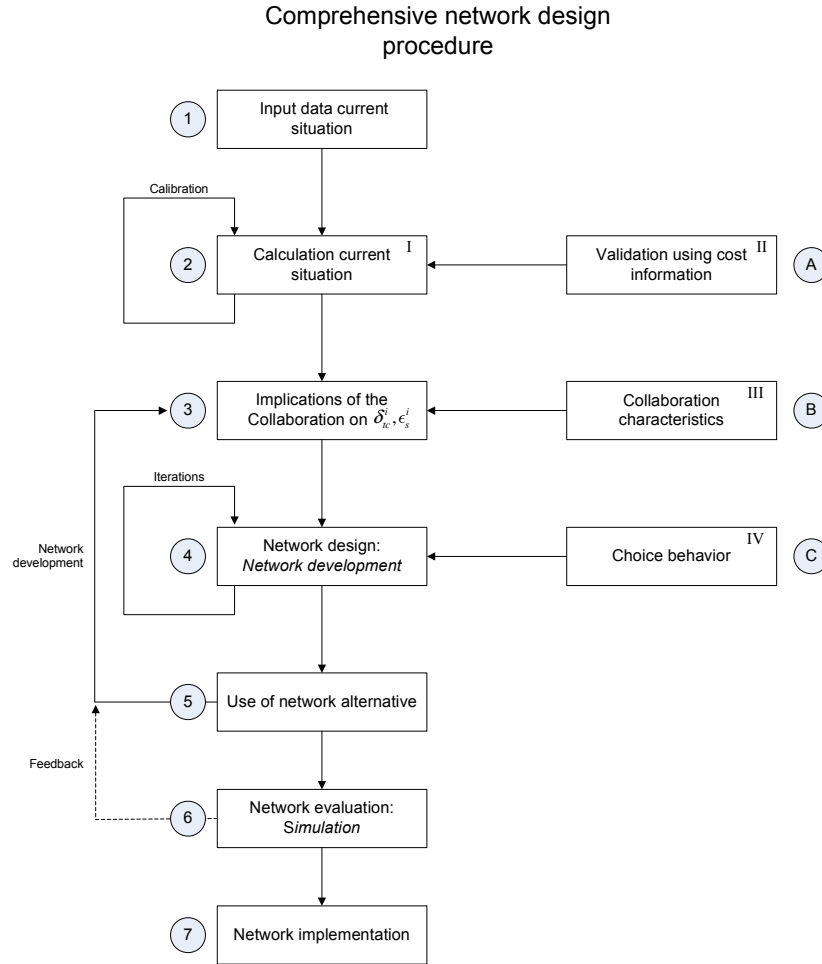 Comprehensive network design
procedure
1
Input data current
situation
Calibration
2
Calculation current
situation
I
Validation using cost
information
II
A
3
Implications of the
Collaboration on δⁱ_tc, ϵⁱ_s
Collaboration
characteristics
III
B
Iterations
4
Network design:
Network development
Choice behavior
IV
C
Network
development
5
Use of network alternative
Feedback
6
Network evaluation:
Simulation
7
Network implementation